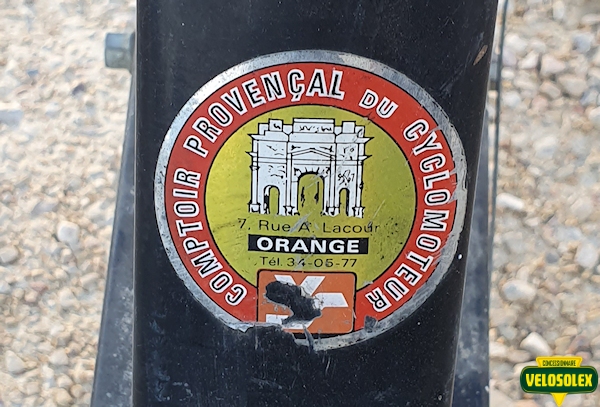 COMPTOIR PROVENÇAL DU CYCLOMOTEUR
7. Rue A. Lacour
ORANGE
Tél. 34-05-77
CONCESSIONNAIRE
VELOSOLEX